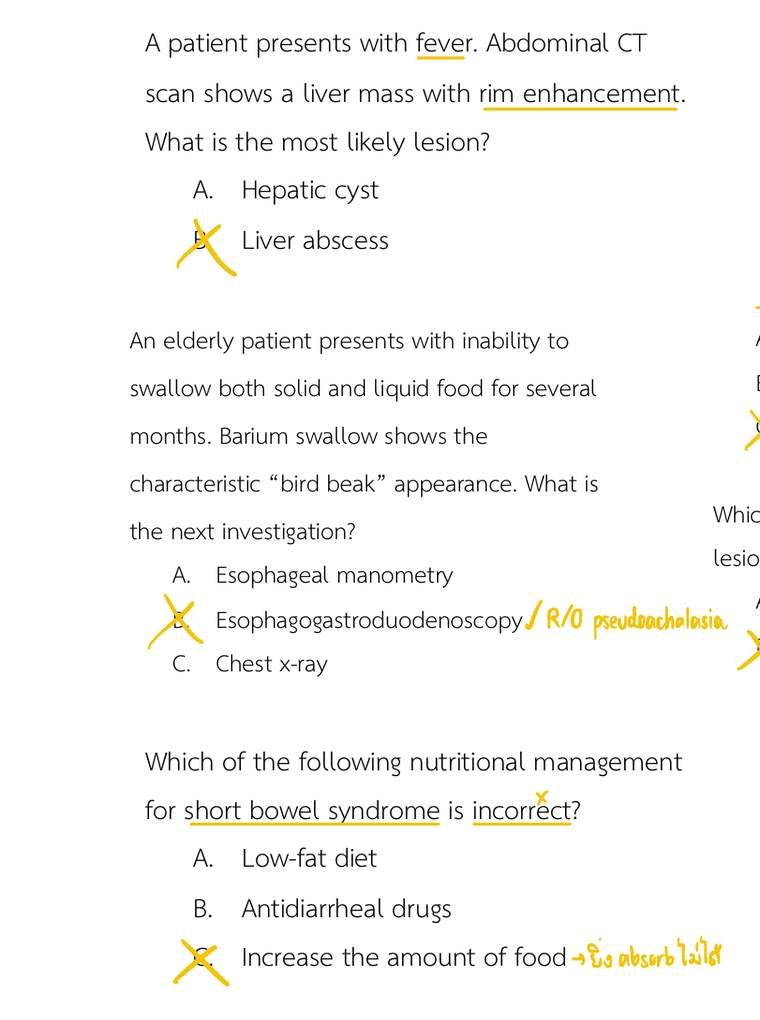 A patient presents with fever. Abdominal CT
scan shows a liver mass with rim enhancement.
What is the most likely lesion?
A. Hepatic cyst
B. Liver abscess
An elderly patient presents with inability to
swallow both solid and liquid food for several
months. Barium swallow shows the
characteristic “bird beak” appearance. What is
the next investigation?
A. Esophageal manometry
B. Esophagogastroduodenoscopy ✓ R/O pseudoachalasia
C. Chest x-ray
Whic
lesio
Which of the following nutritional management
for short bowel syndrome is incorrect?
A. Low-fat diet
B. Antidiarrheal drugs
C. Increase the amount of food → ยิ่ง absorb ไม่ได้